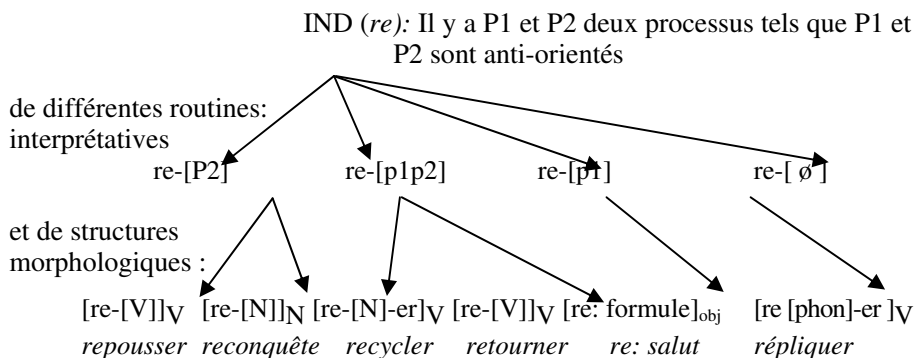 IND (re): Il y a P1 et P2 deux processus tels que P1 et
P2 sont anti-orientés
de différentes routines:
interprétatives
re-[P2] re-[p1p2] re-[p1] re-[ ø ]
et de structures
morphologiques :
[re-[V]]V [re-[N]]N [re-[N]-er]V [re-[V]]V [re: formule]obj [re [phon]-er ]V
repousser reconquête recycler retourner re: salut répliquer